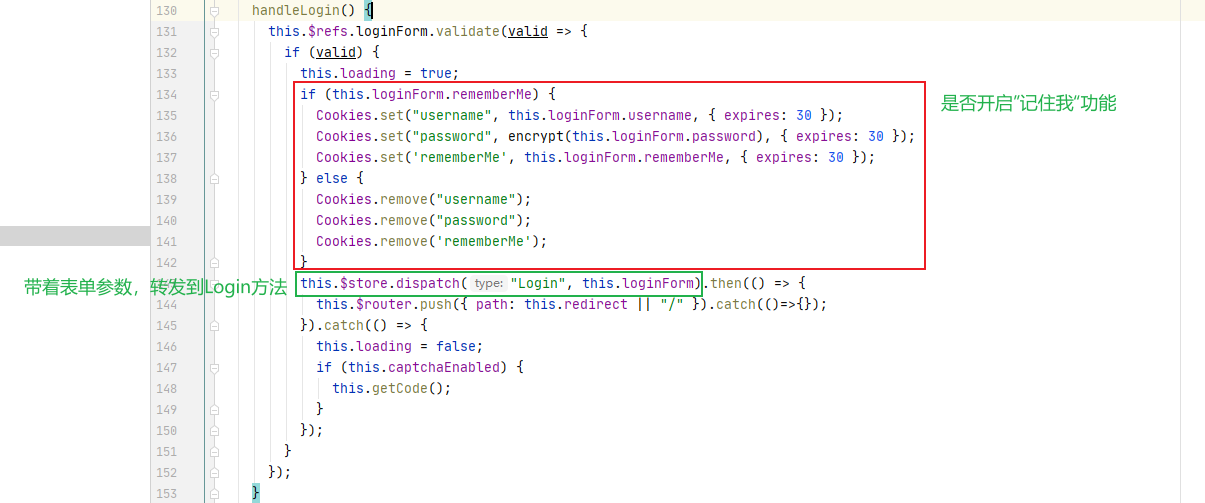 130 handleLogin() {
131 this.$refs.loginForm.validate(valid => {
132 if (valid) {
133 this.loading = true;
134 if (this.loginForm.rememberMe) {
是否开启“记住我“功能
135 Cookies.set("username", this.loginForm.username, { expires: 30 });
136 Cookies.set("password", encrypt(this.loginForm.password), { expires: 30 });
137 Cookies.set('rememberMe', this.loginForm.rememberMe, { expires: 30 });
138 } else {
139 Cookies.remove("username");
140 Cookies.remove("password");
141 Cookies.remove('rememberMe');
142 }
带着表单参数，转发到Login方法
this.$store.dispatch( type: "Login", this.loginForm).then(() => {
144 this.$router.push({ path: this.redirect || "/" }).catch(()=>{});
145 }).catch(() => {
146 this.loading = false;
147 if (this.captchaEnabled) {
148 this.getCode();
149 }
150 });
151 }
152 });
153 }